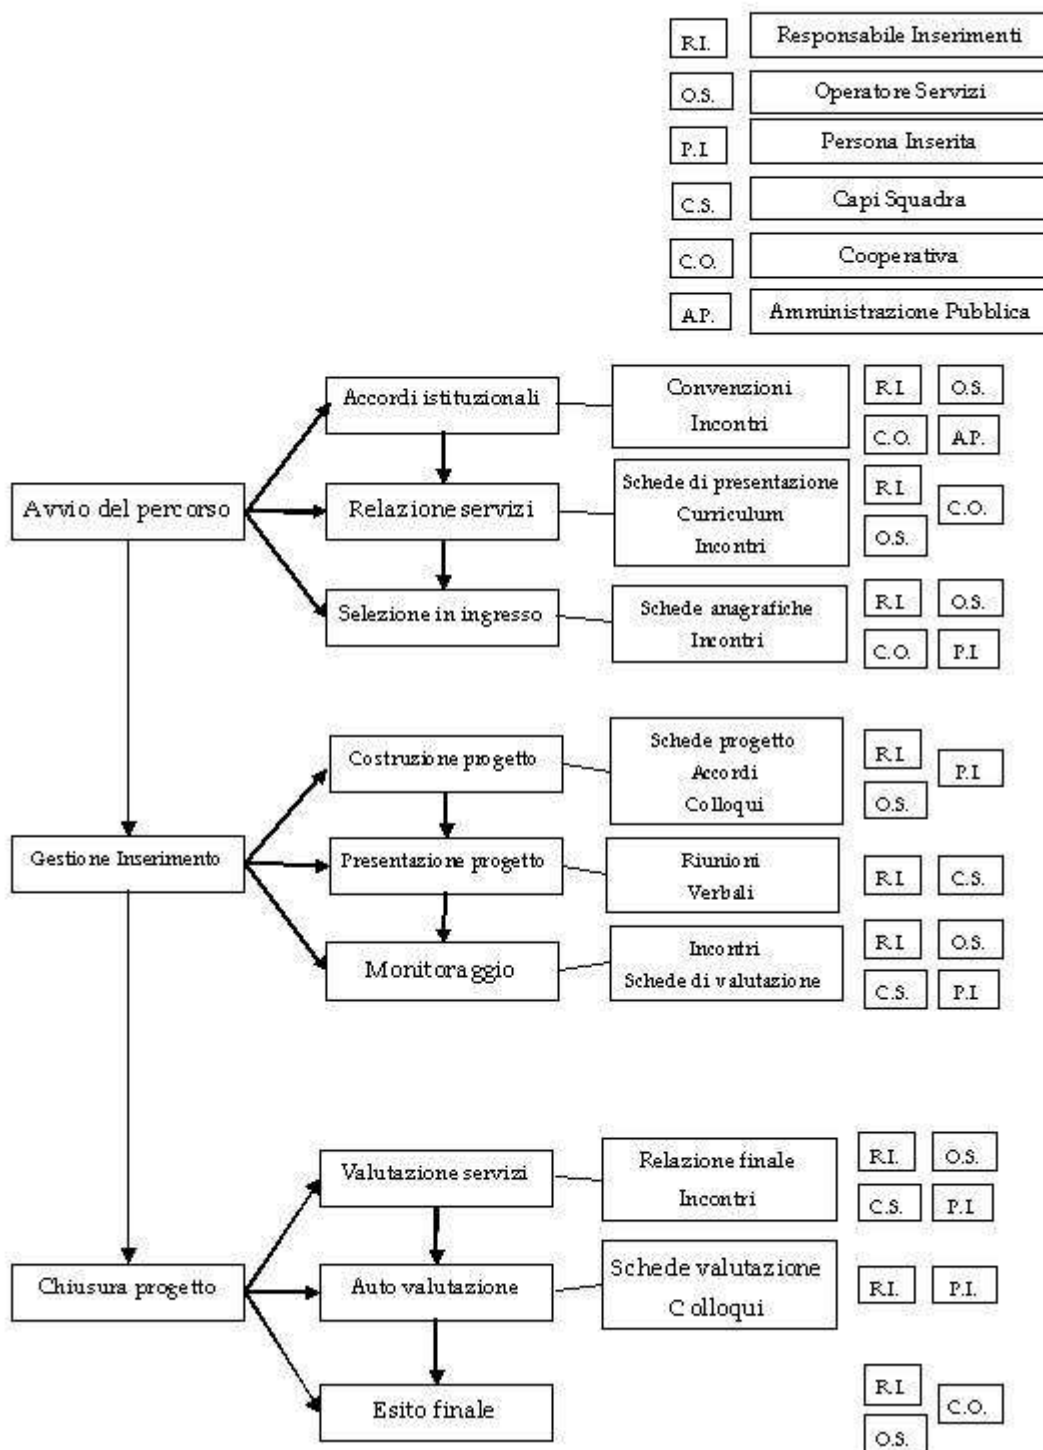 R.I.
Responsabile Inserimenti
O.S.
Operatore Servizi
P.I.
Persona Inserita
C.S.
Capi Squadra
C.O.
Cooperativa
A.P.
Amministrazione Pubblica
Avvio del percorso
Accordi istituzionali
Convenzioni
Incontri
R.I.
O.S.
C.O.
A.P.
Relazione servizi
Schede di presentazione
Curriculum
Incontri
R.I.
C.O.
O.S.
Selezione in ingresso
Schede anagrafiche
Incontri
R.I.
O.S.
C.O.
P.I.
Gestione Inserimento
Costruzione progetto
Schede progetto
Accordi
Colloqui
R.I.
P.I.
O.S.
Presentazione progetto
Riunioni
Verbali
R.I.
C.S.
Monitoraggio
Incontri
Schede di valutazione
R.I.
O.S.
C.S.
P.I.
Chiusura progetto
Valutazione servizi
Relazione finale
Incontri
R.I.
O.S.
C.S.
P.I.
Auto valutazione
Schede valutazione
Colloqui
R.I.
P.I.
Esito finale
R.I.
C.O.
O.S.